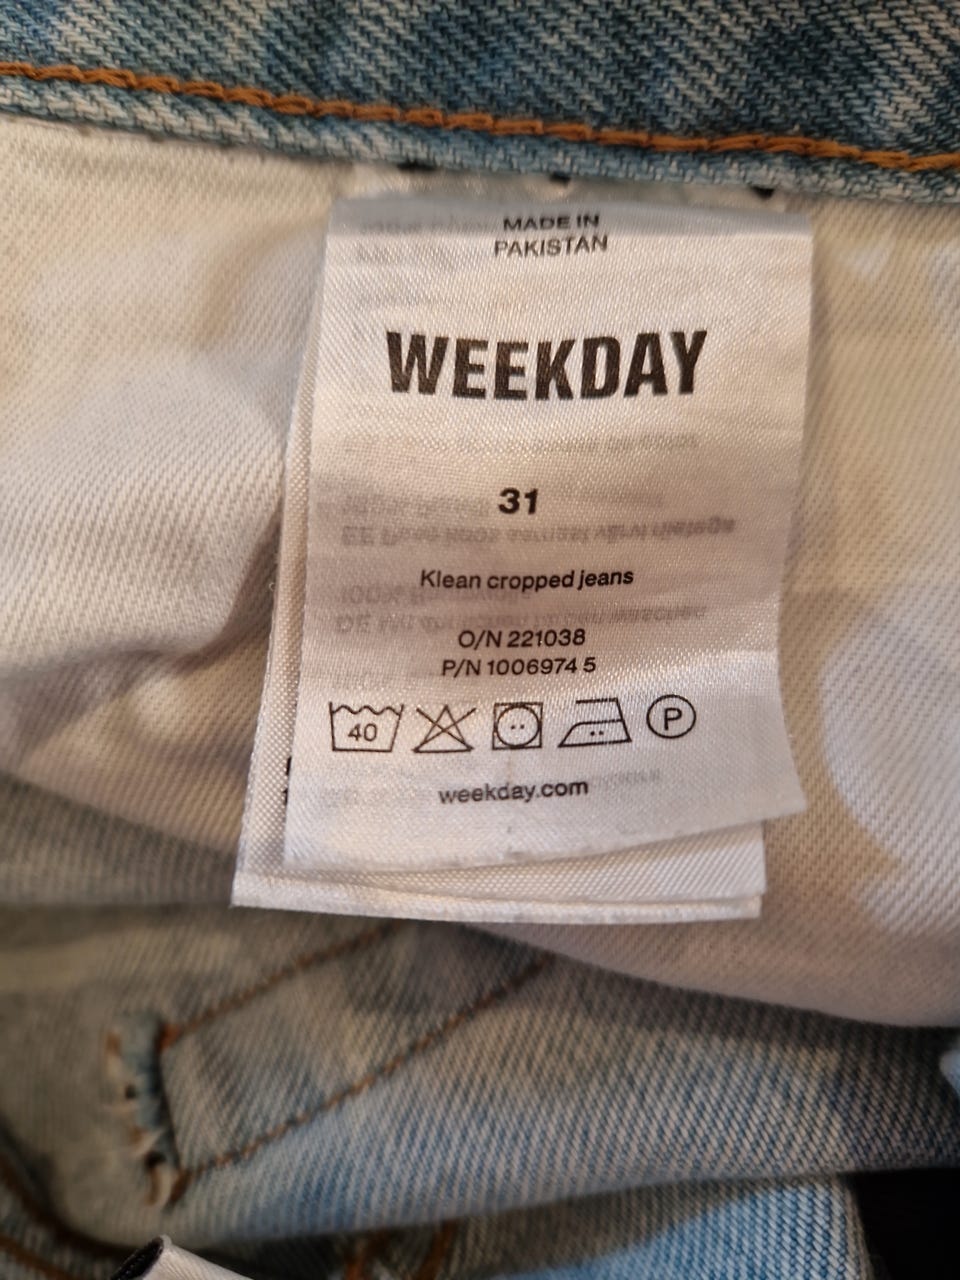 MADE IN
PAKISTAN
WEEKDAY
31
Klean cropped jeans
O/N 221038
P/N 1006974 5
40
P
weekday.com